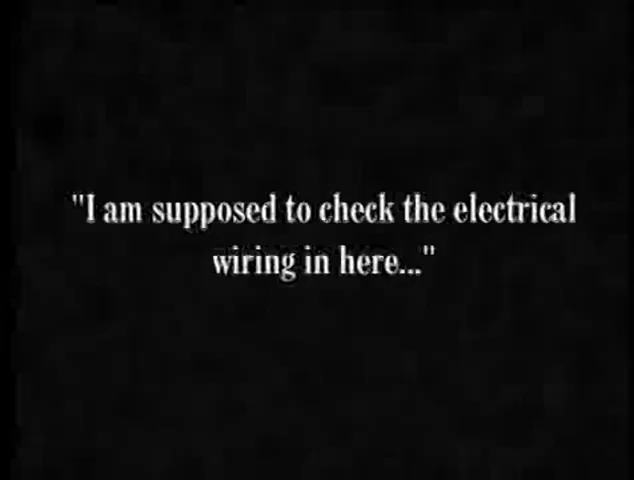 "I am supposed to check the electrical
wiring in here..."